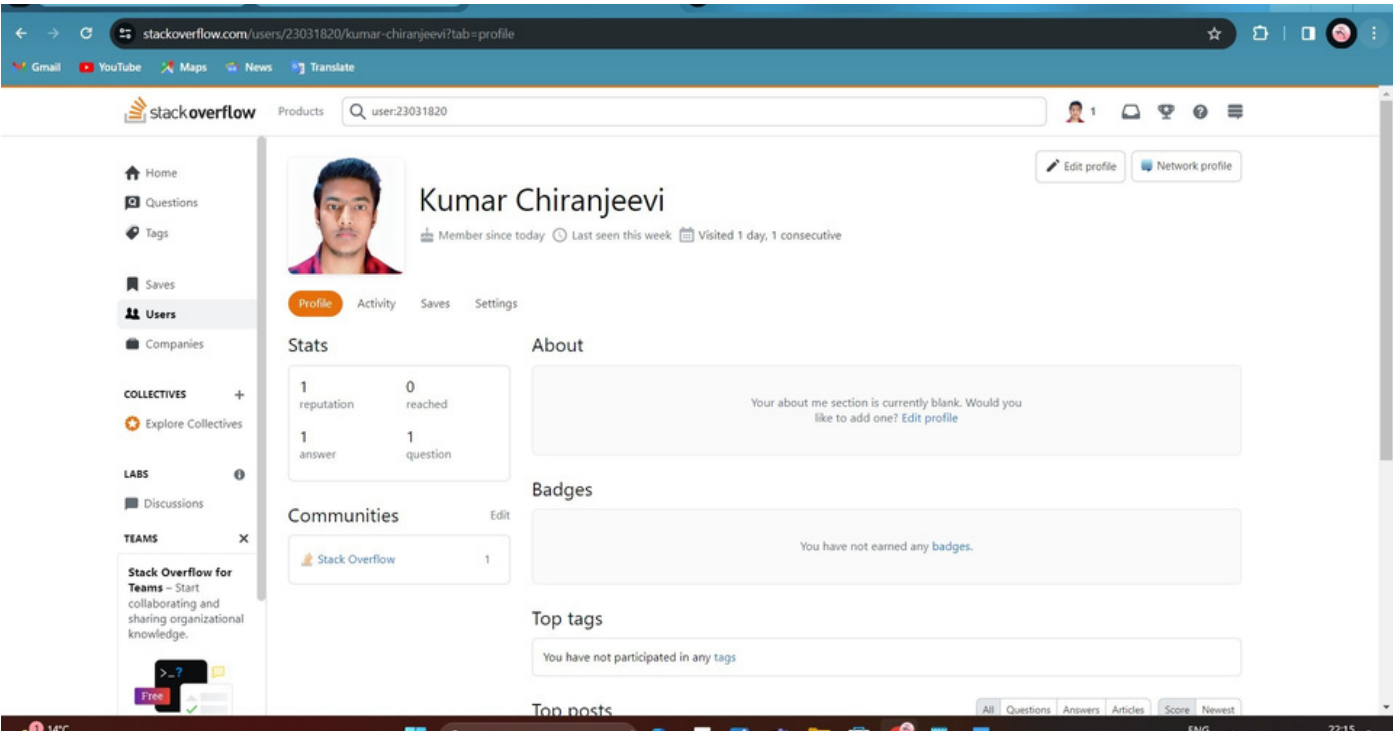 stackoverflow.com/users/23031820/kumar-chiranjeevi?tab=profile
Gmail YouTube Maps News Translate
stackoverflow Products user:23031820 1
Home
Questions
Tags
Saves
Users
Companies
COLLECTIVES +
Explore Collectives
LABS
Discussions
TEAMS
Stack Overflow for
Teams – Start
collaborating and
sharing organizational
knowledge.
>_?
Free
Edit profile Network profile
Kumar Chiranjeevi
Member since today Last seen this week Visited 1 day, 1 consecutive
Profile Activity Saves Settings
Stats
1 0
reputation reached
1 1
answer question
Communities Edit
Stack Overflow 1
About
Your about me section is currently blank. Would you
like to add one? Edit profile
Badges
You have not earned any badges.
Top tags
You have not participated in any tags
Top posts All Questions Answers Articles Score Newest
1 14°C ENG 22:15